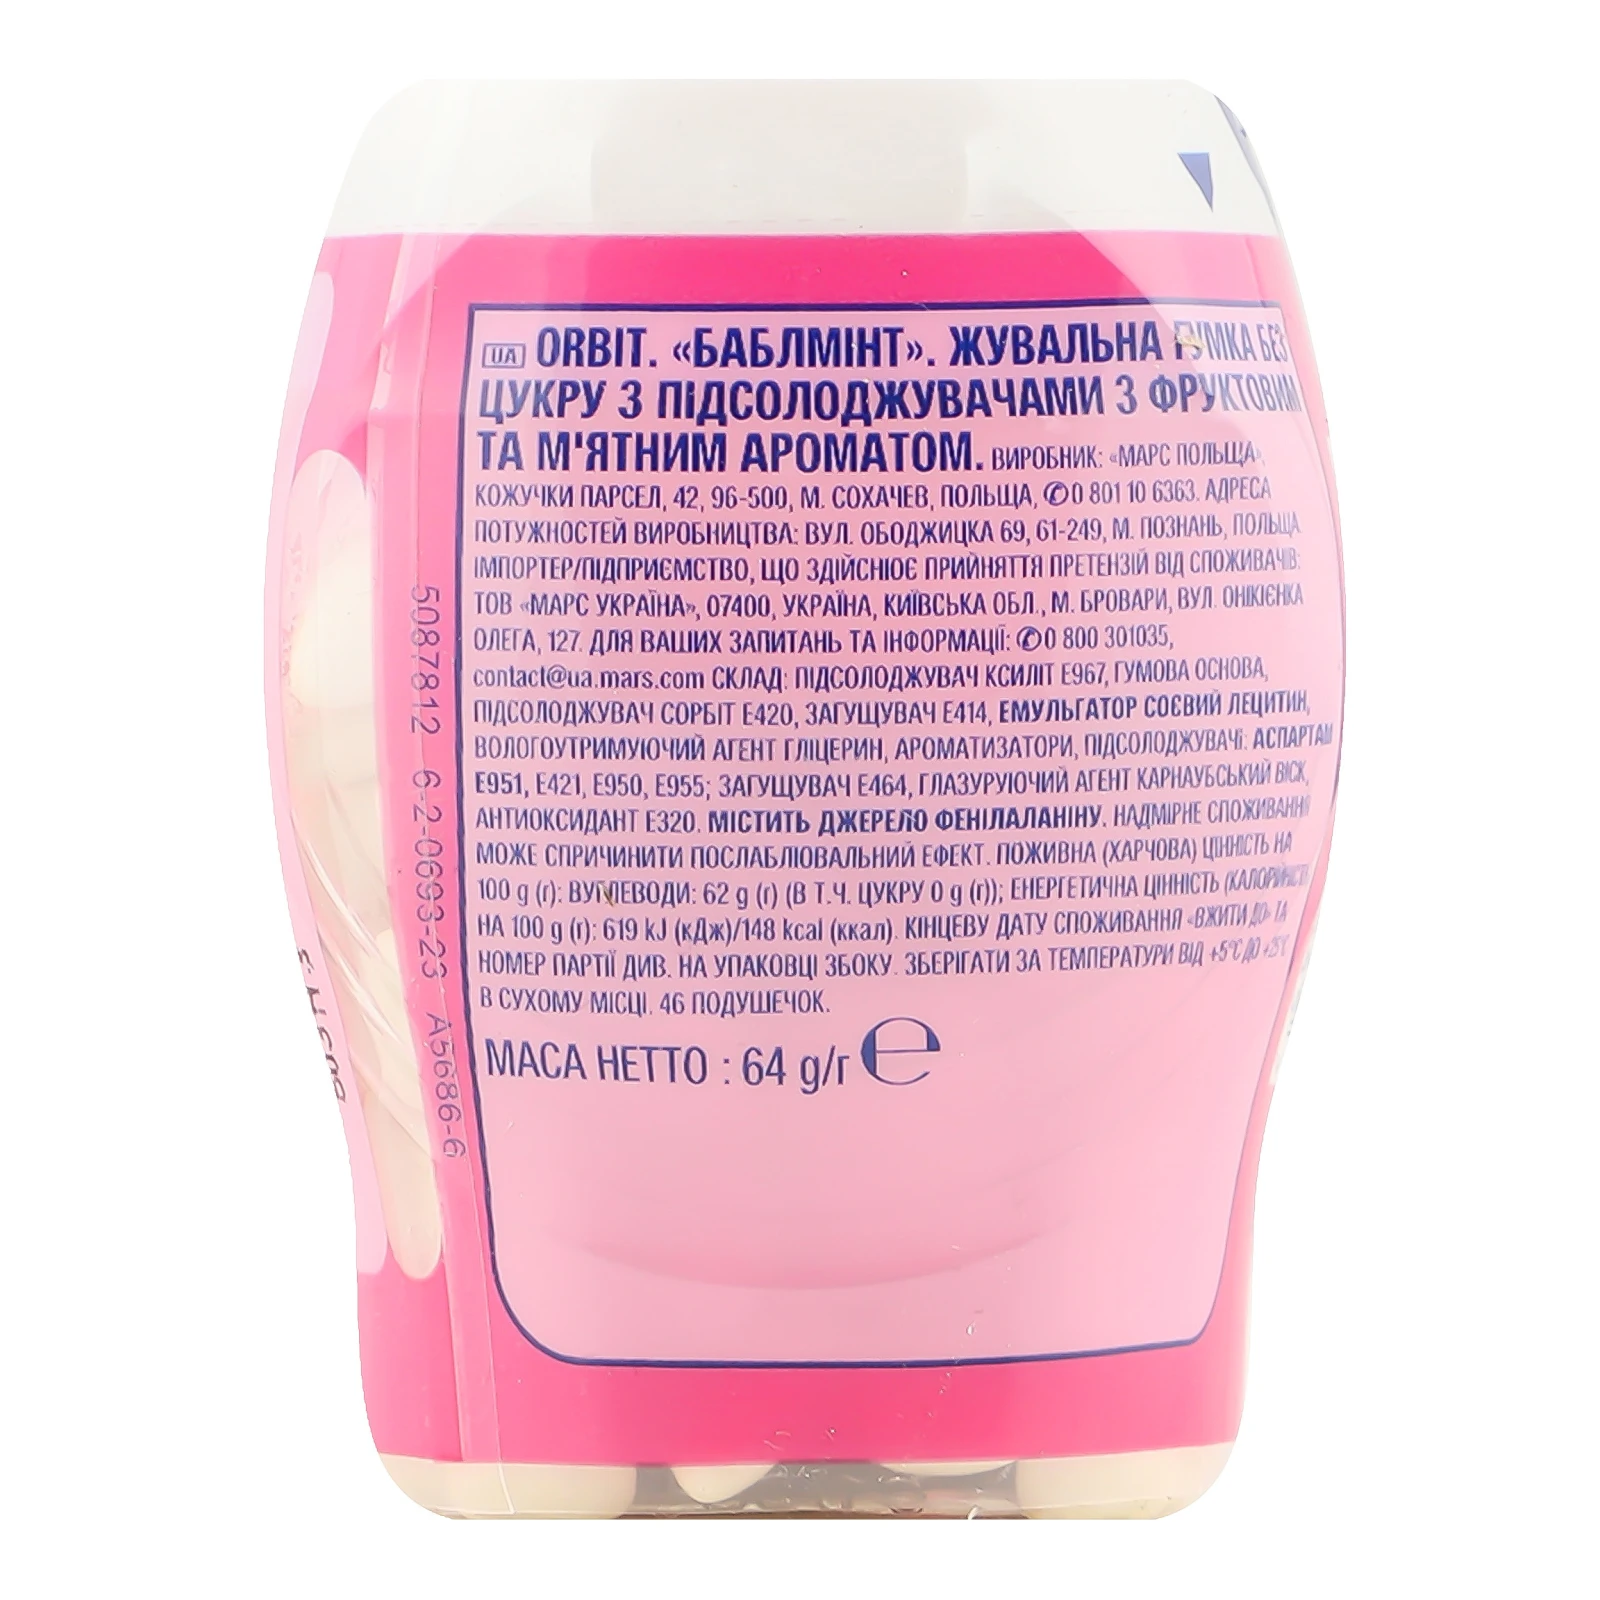 UA ORBIT. «БАБЛМІНТ». ЖУВАЛЬНА ГУМКА БЕЗ
ЦУКРУ З ПІДСОЛОДЖУВАЧАМИ З ФРУКТОВИМ
ТА М'ЯТНИМ АРОМАТОМ. ВИРОБНИК: «МАРС ПОЛЬЩА»,
КОЖУЧКИ ПАРСЕЛ, 42, 96-500, М. СОХАЧЕВ, ПОЛЬЩА, ✆0 801 10 6363. АДРЕСА
ПОТУЖНОСТЕЙ ВИРОБНИЦТВА: ВУЛ. ОБОДЖИЦКА 69, 61-249, М. ПОЗНАНЬ, ПОЛЬЩА.
ІМПОРТЕР/ПІДПРИЄМСТВО, ЩО ЗДІЙСНЮЄ ПРИЙНЯТТЯ ПРЕТЕНЗІЙ ВІД СПОЖИВАЧІВ:
ТОВ «МАРС УКРАЇНА», 07400, УКРАЇНА, КИЇВСЬКА ОБЛ., М. БРОВАРИ, ВУЛ. ОНІКІЄНКА
ОЛЕГА, 127. ДЛЯ ВАШИХ ЗАПИТАНЬ ТА ІНФОРМАЦІЇ: ✆0 800 301035,
contact@ua.mars.com СКЛАД: ПІДСОЛОДЖУВАЧ КСИЛІТ Е967, ГУМОВА ОСНОВА,
ПІДСОЛОДЖУВАЧ СОРБІТ Е420, ЗАГУЩУВАЧ Е414, ЕМУЛЬГАТОР СОЄВИЙ ЛЕЦИТИН,
ВОЛОГОУТРИМУЮЧИЙ АГЕНТ ГЛІЦЕРИН, АРОМАТИЗАТОРИ, ПІДСОЛОДЖУВАЧІ: АСПАРТАМ
Е951, Е421, Е950, Е955; ЗАГУЩУВАЧ Е464, ГЛАЗУРУЮЧИЙ АГЕНТ КАРНАУБСЬКИЙ ВІСК,
АНТИОКСИДАНТ Е320. МІСТИТЬ ДЖЕРЕЛО ФЕНІЛАЛАНІНУ. НАДМІРНЕ СПОЖИВАННЯ
МОЖЕ СПРИЧИНИТИ ПОСЛАБЛЮВАЛЬНИЙ ЕФЕКТ. ПОЖИВНА (ХАРЧОВА) ЦІННІСТЬ НА
100 g (г): ВУГЛЕВОДИ: 62 g (г) (В Т.Ч. ЦУКРУ 0 g (г)); ЕНЕРГЕТИЧНА ЦІННІСТЬ (КАЛОРІЙНІСТЬ)
НА 100 g (г): 619 kJ (кДж)/148 kcal (ккал). КІНЦЕВУ ДАТУ СПОЖИВАННЯ «ВЖИТИ ДО» ТА
НОМЕР ПАРТІЇ ДИВ. НА УПАКОВЦІ ЗБОКУ. ЗБЕРІГАТИ ЗА ТЕМПЕРАТУРИ ВІД +5°С ДО +25°С
В СУХОМУ МІСЦІ. 46 ПОДУШЕЧОК.
МАСА НЕТТО : 64 g/г ℮
5087812 6-2-0693-23 A5686-6